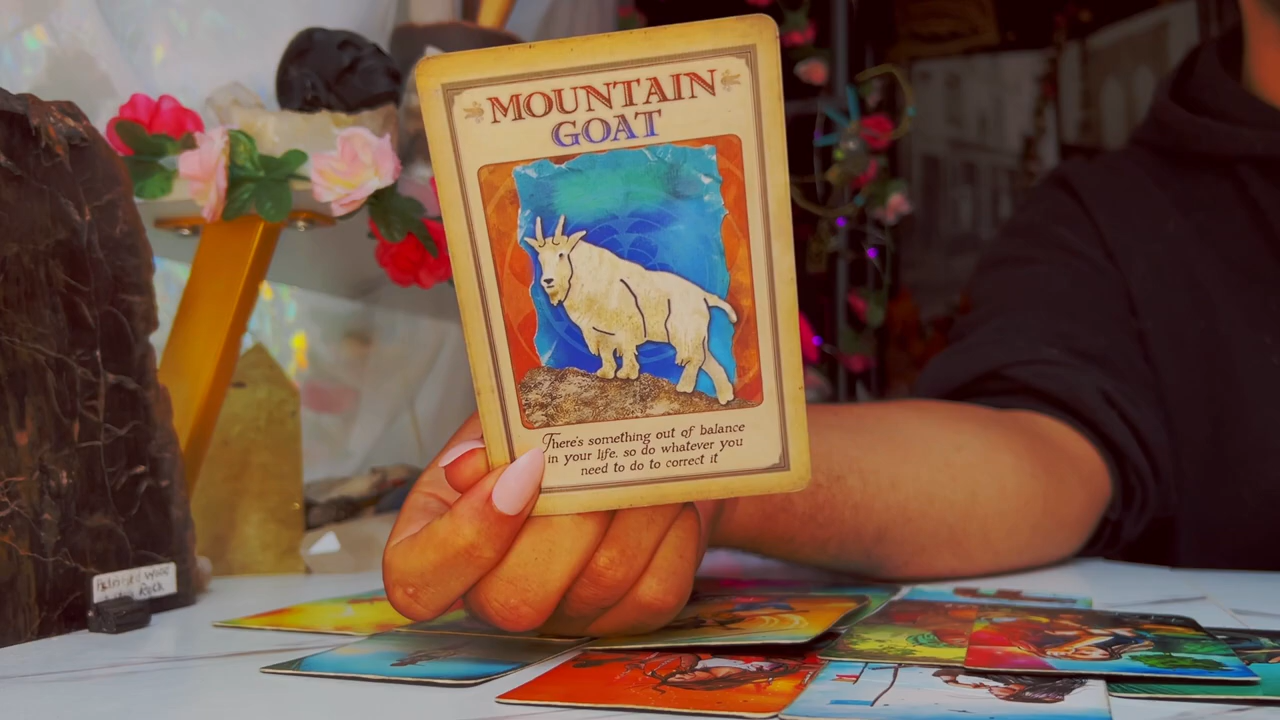 MOUNTAIN
GOAT
There's something out of balance
in your life, so do whatever you
need to do to correct it